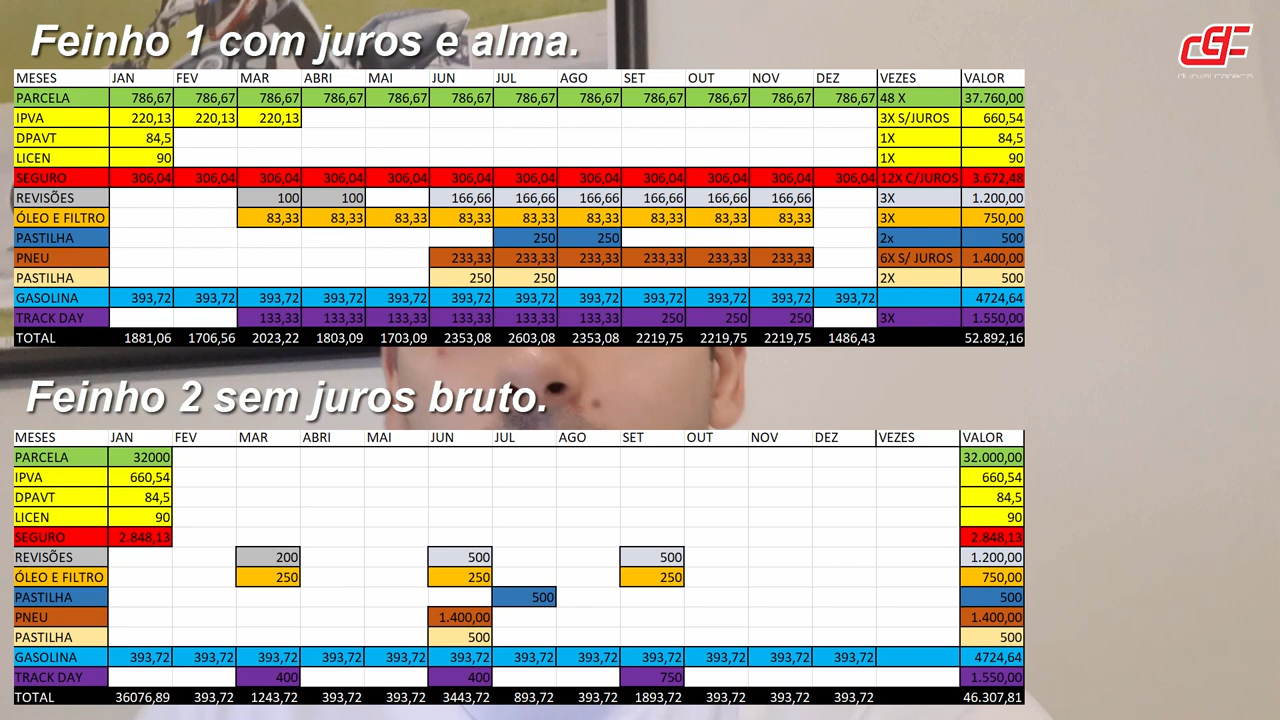 Feinho 1 com juros e alma.
MESES JAN FEV MAR ABRI MAI JUN JUL AGO SET OUT NOV DEZ VEZES VALOR
PARCELA 786,67 786,67 786,67 786,67 786,67 786,67 786,67 786,67 786,67 786,67 786,67 786,67 48 X 37.760,00
IPVA 220,13 220,13 220,13 3X S/JUROS 660,54
DPAVT 84,5 1X 84,5
LICEN 90 1X 90
SEGURO 306,04 306,04 306,04 306,04 306,04 306,04 306,04 306,04 306,04 306,04 306,04 306,04 12X C/JUROS 3.672,48
REVISÕES 100 100 166,66 166,66 166,66 166,66 166,66 166,66 3X 1.200,00
ÓLEO E FILTRO 83,33 83,33 83,33 83,33 83,33 83,33 83,33 83,33 83,33 3X 750,00
PASTILHA 250 250 2x 500
PNEU 233,33 233,33 233,33 233,33 233,33 233,33 6X S/ JUROS 1.400,00
PASTILHA 250 250 2X 500
GASOLINA 393,72 393,72 393,72 393,72 393,72 393,72 393,72 393,72 393,72 393,72 393,72 393,72 4724,64
TRACK DAY 133,33 133,33 133,33 133,33 133,33 133,33 250 250 250 3X 1.550,00
TOTAL 1881,06 1706,56 2023,22 1803,09 1703,09 2353,08 2603,08 2353,08 2219,75 2219,75 2219,75 1486,43 52.892,16
Feinho 2 sem juros bruto.
MESES JAN FEV MAR ABRI MAI JUN JUL AGO SET OUT NOV DEZ VEZES VALOR
PARCELA 32000 32.000,00
IPVA 660,54 660,54
DPAVT 84,5 84,5
LICEN 90 90
SEGURO 2.848,13 2.848,13
REVISÕES 200 500 500 1.200,00
ÓLEO E FILTRO 250 250 250 750,00
PASTILHA 500 500
PNEU 1.400,00 1.400,00
PASTILHA 500 500
GASOLINA 393,72 393,72 393,72 393,72 393,72 393,72 393,72 393,72 393,72 393,72 393,72 393,72 4724,64
TRACK DAY 400 400 750 1.550,00
TOTAL 36076,89 393,72 1243,72 393,72 393,72 3443,72 893,72 393,72 1893,72 393,72 393,72 393,72 46.307,81